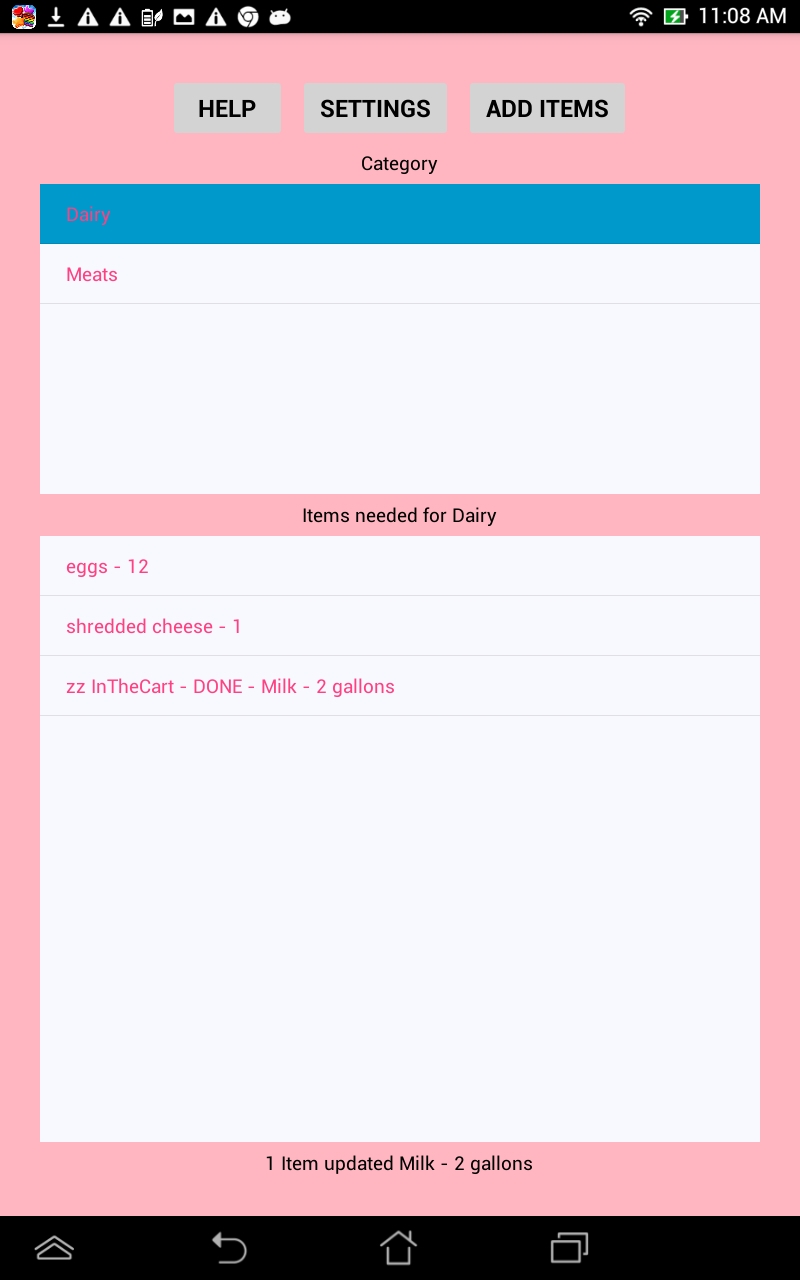 11:08 AM
HELP SETTINGS ADD ITEMS
Category
Dairy
Meats
Items needed for Dairy
eggs - 12
shredded cheese - 1
zz InTheCart - DONE - Milk - 2 gallons
1 Item updated Milk - 2 gallons